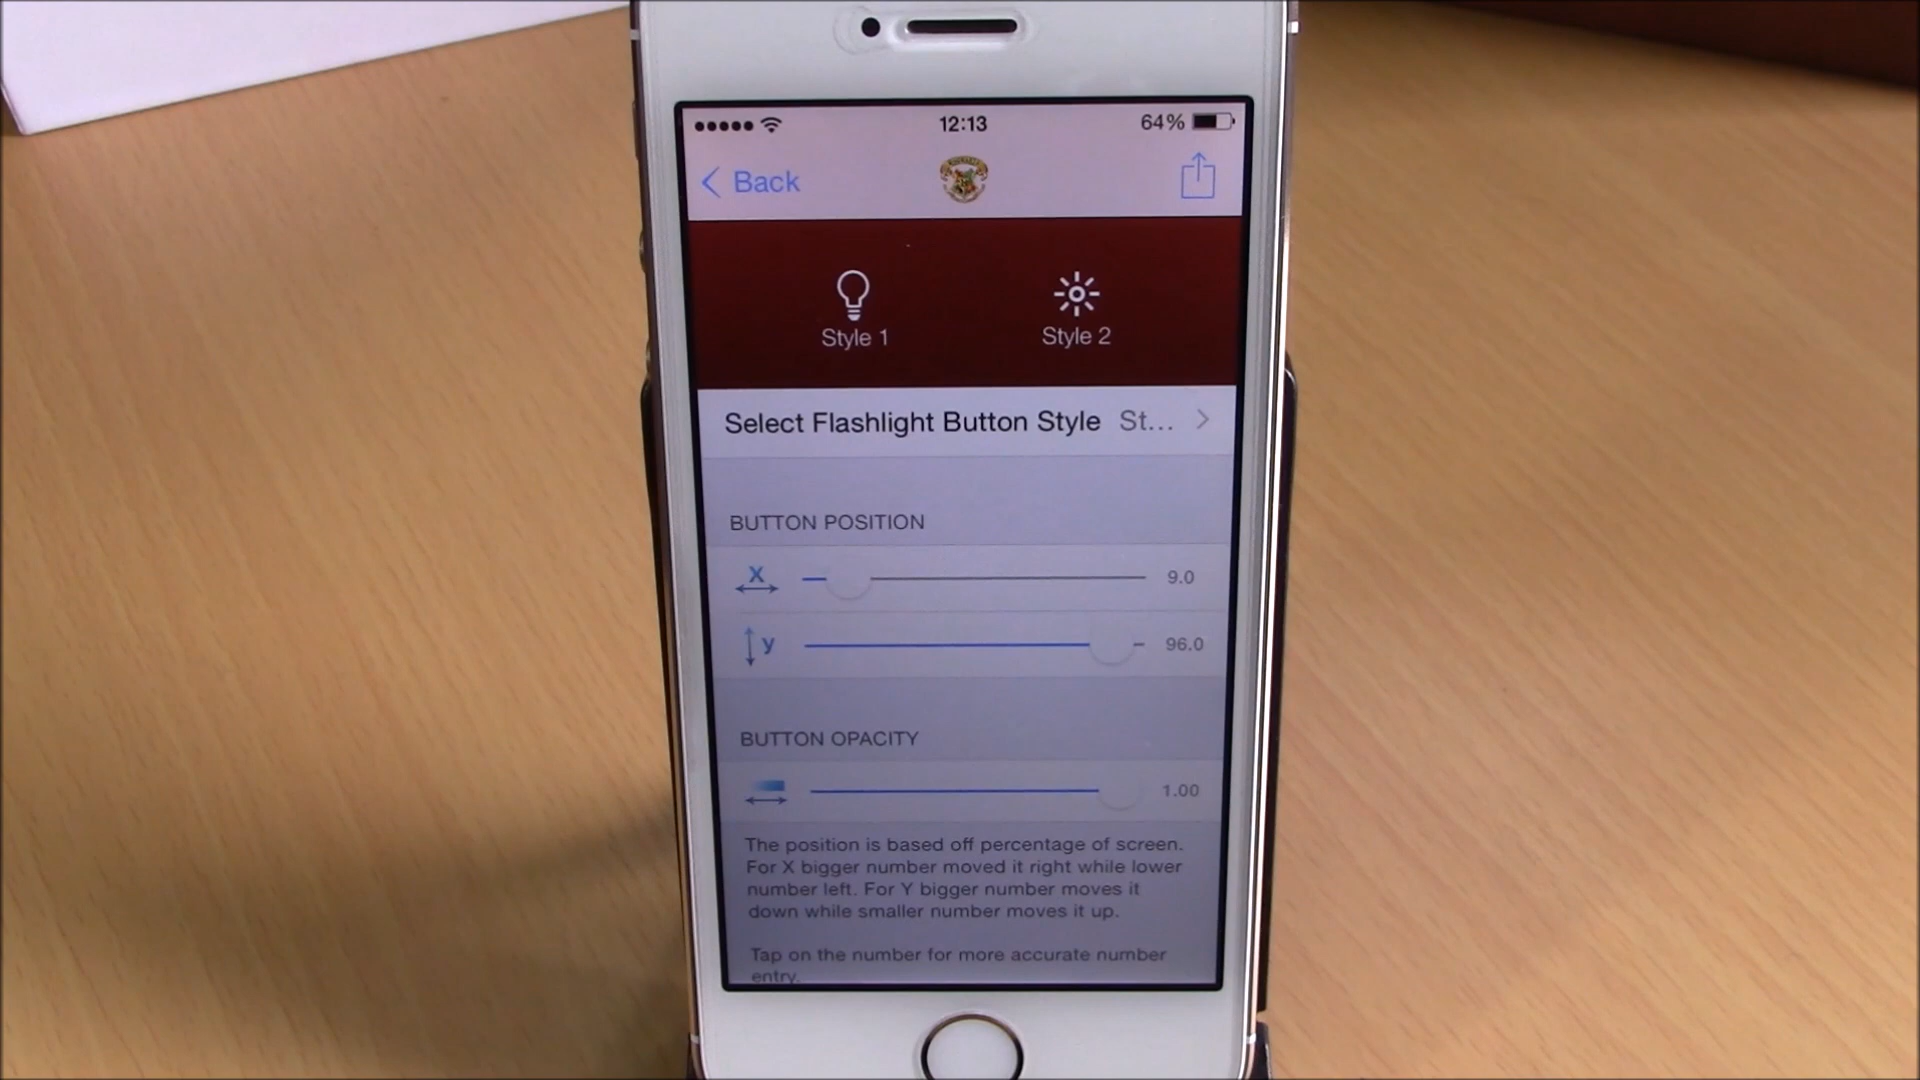 12:13
64%
Back
Style 1
Style 2
Select Flashlight Button Style St...
BUTTON POSITION
X
9.0
y
96.0
BUTTON OPACITY
1.00
The position is based off percentage of screen.
For X bigger number moved it right while lower
number left. For Y bigger number moves it
down while smaller number moves it up.
Tap on the number for more accurate number
entry.